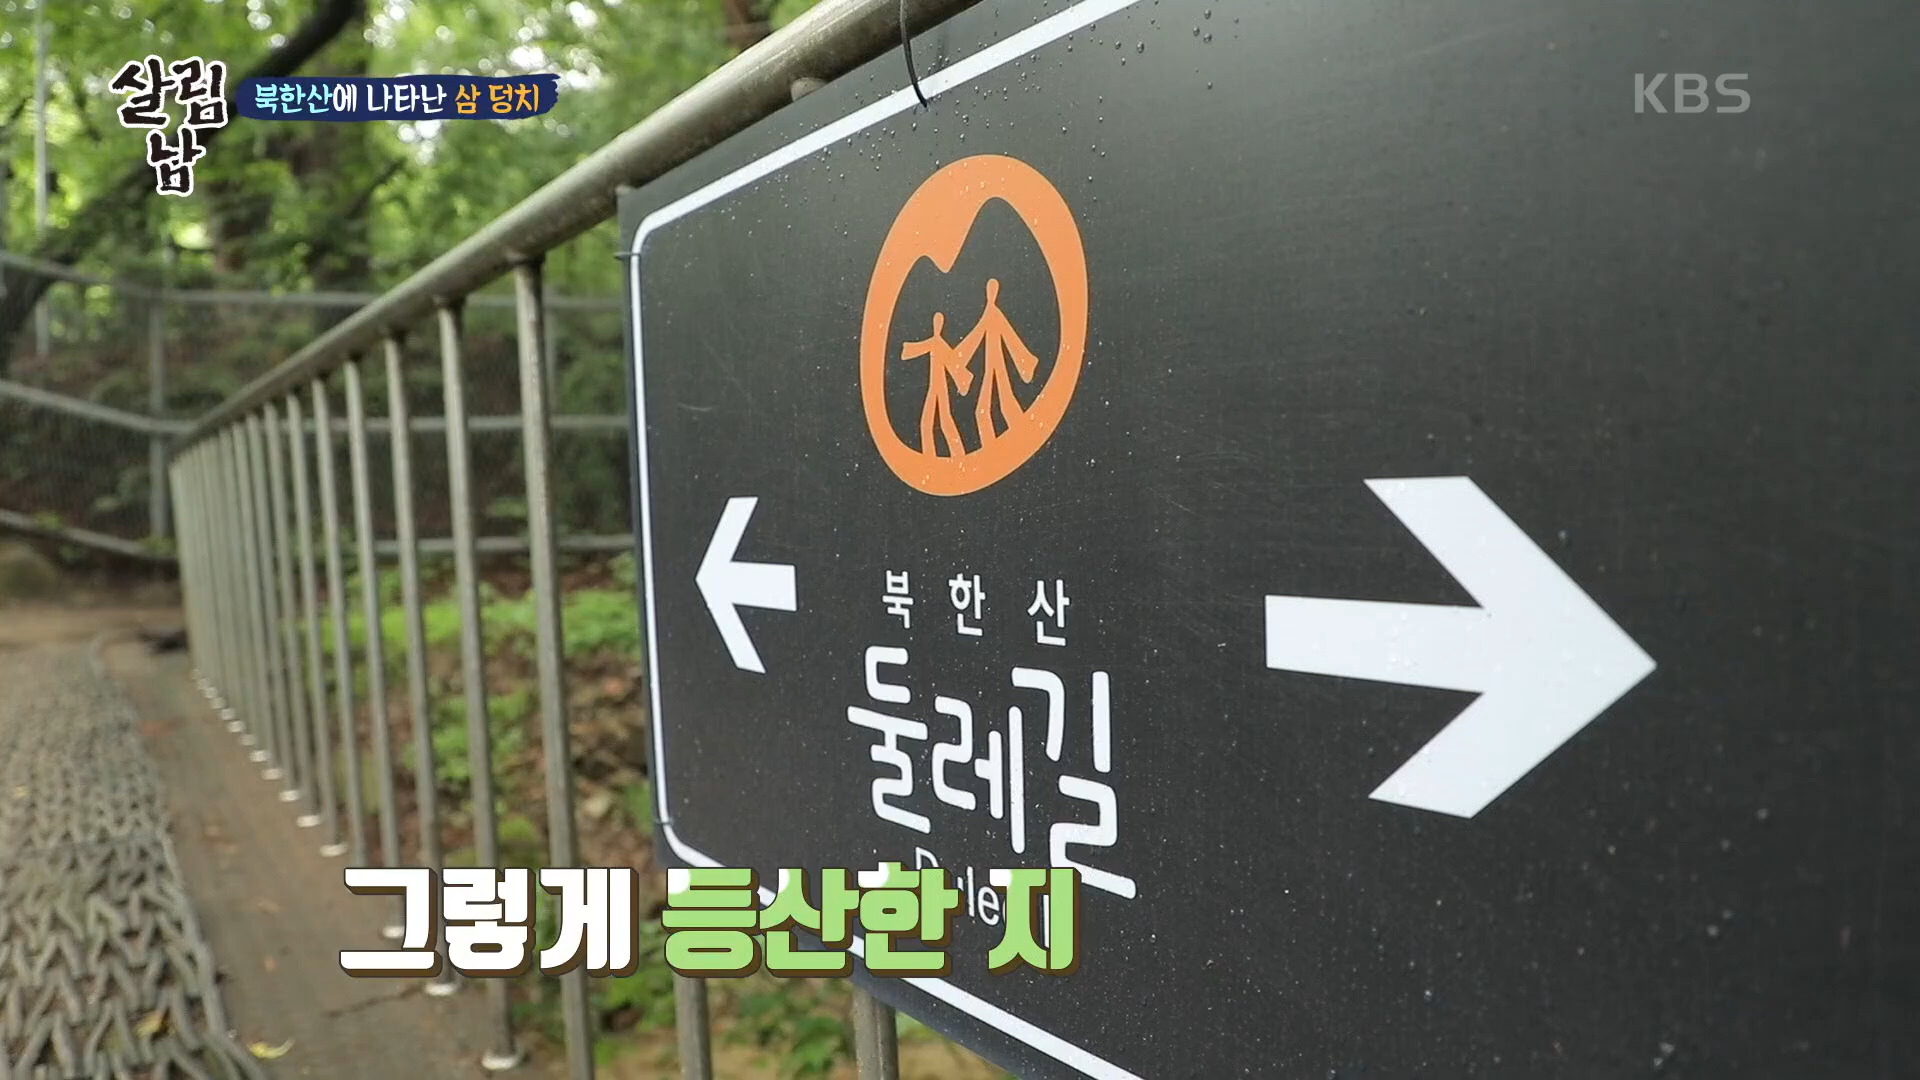 살림남
북한산에 나타난 삼 덩치
KBS
북한산
둘레길
그렇게 등산한 지